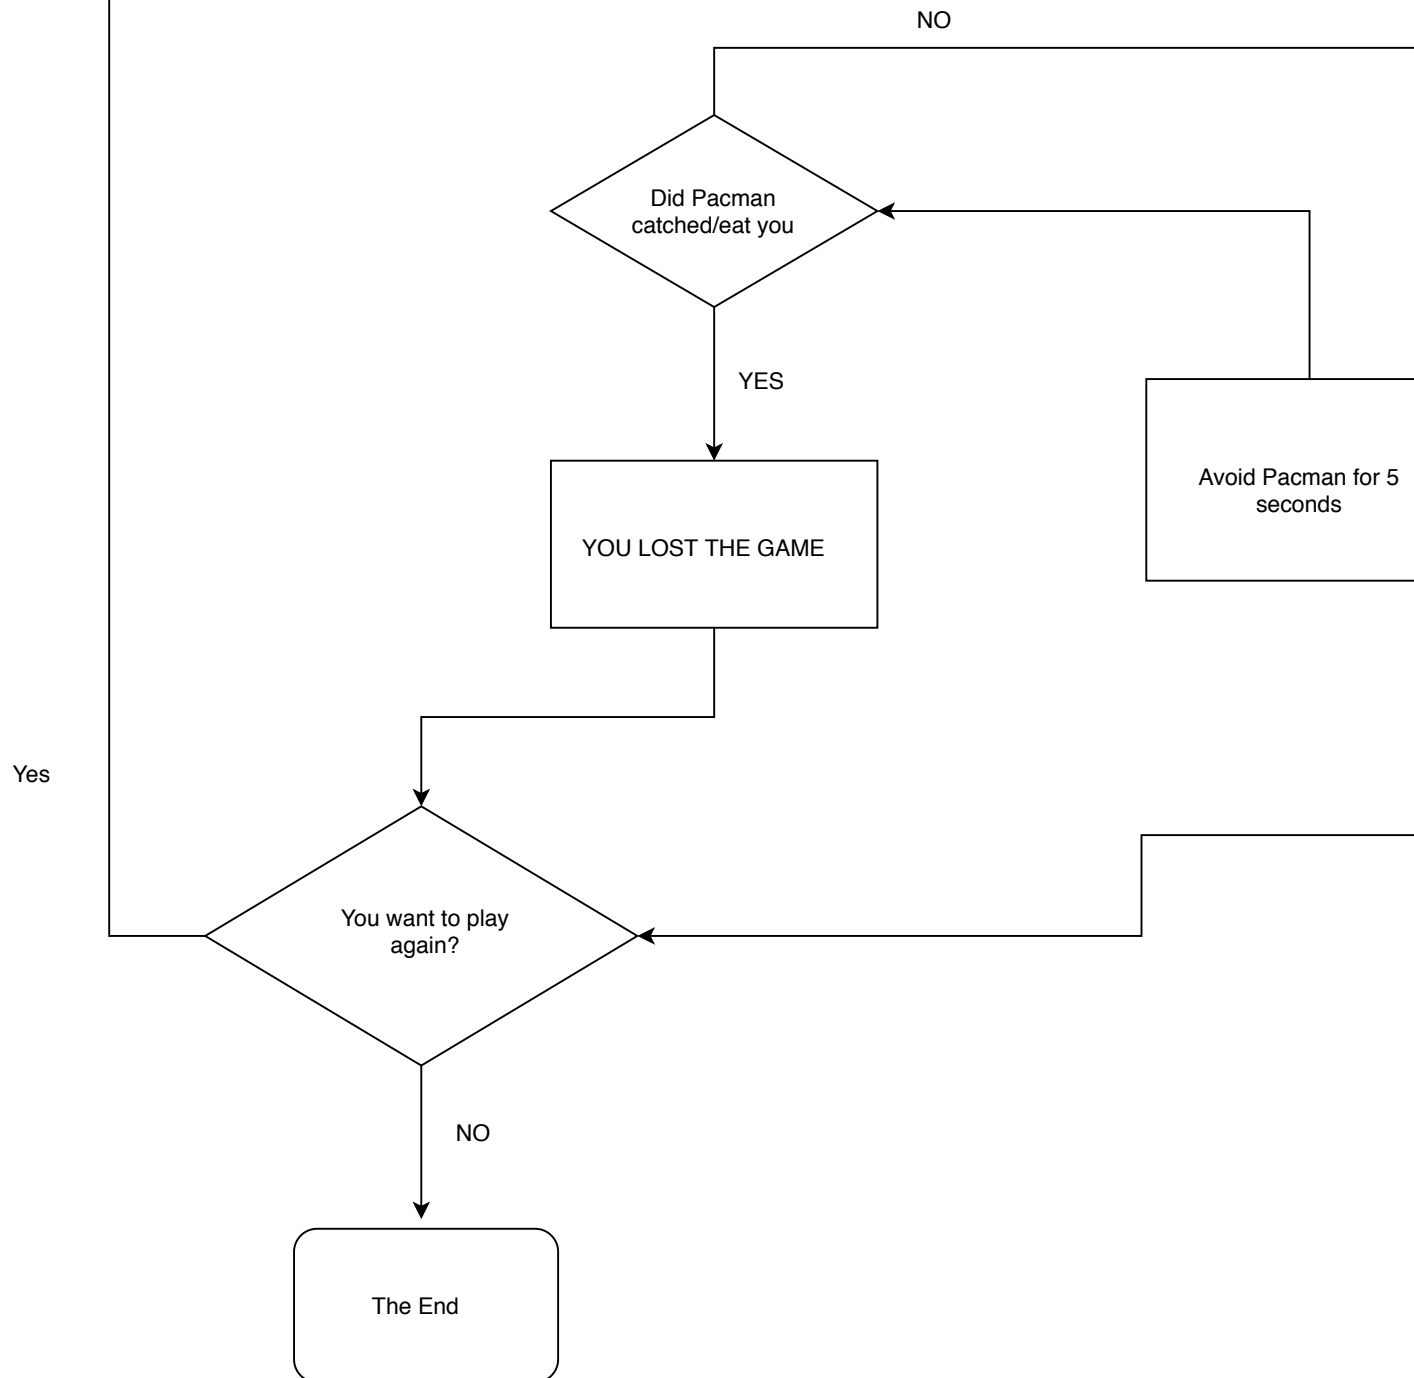 NO
Did Pacman
catched/eat you
YES
Avoid Pacman for 5
seconds
YOU LOST THE GAME
Yes
You want to play
again?
NO
The End